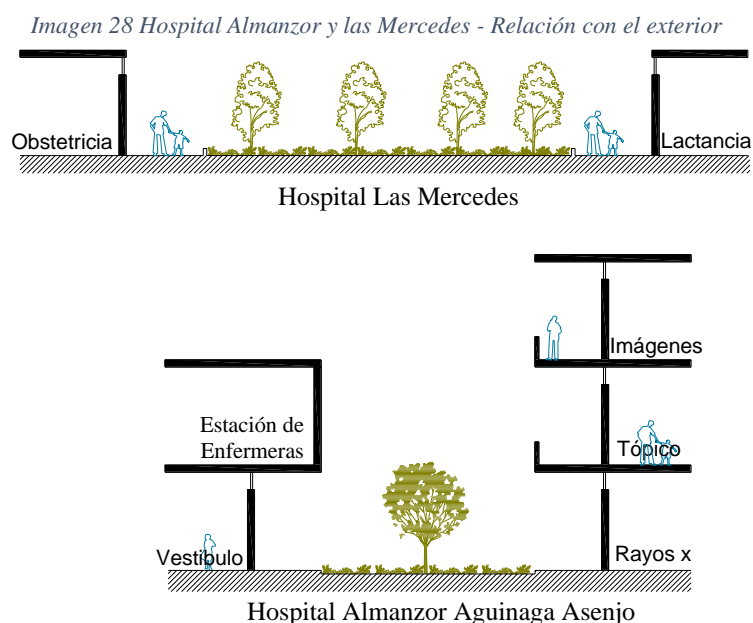 Imagen 28 Hospital Almanzor y las Mercedes - Relación con el exterior
Obstetricia
Lactancia
Hospital Las Mercedes
Imágenes
Estación de
Enfermeras
Tópico
Vestibulo
Rayos x
Hospital Almanzor Aguinaga Asenjo